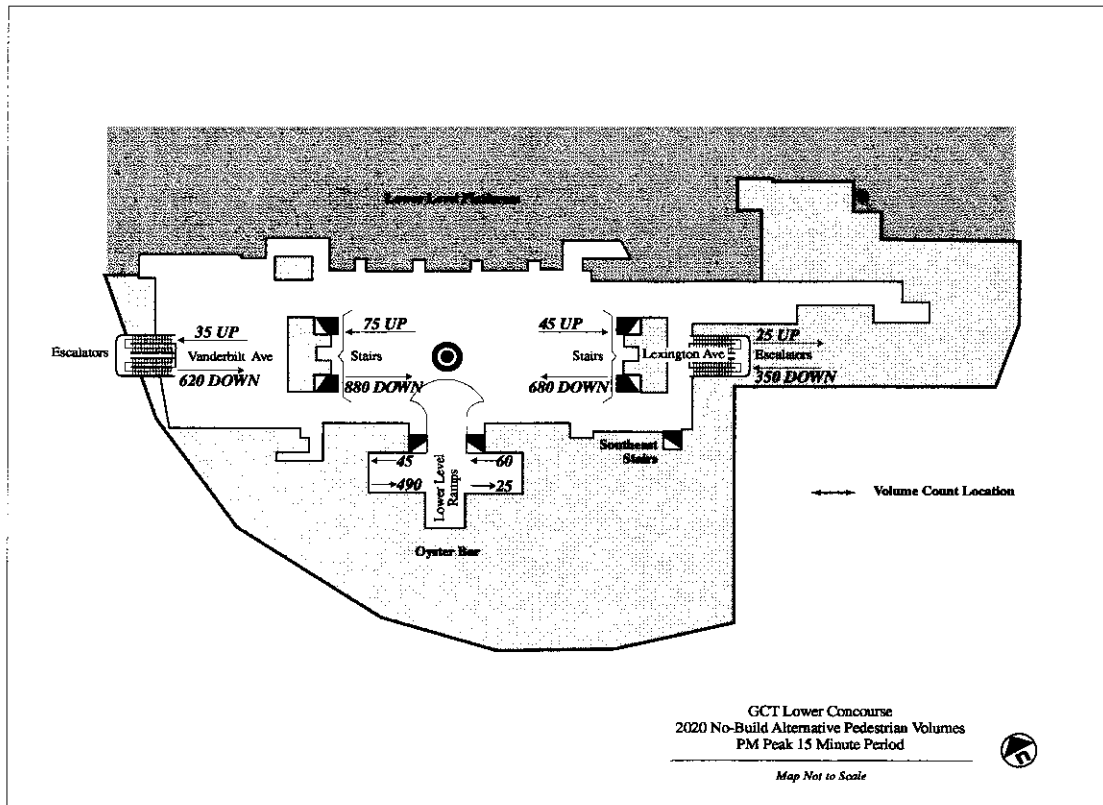 Lower Level Platforms
35 UP
75 UP
45 UP
25 UP
Escalators
Vanderbilt Ave
Stairs
Stairs
Lexington Ave
Escalators
620 DOWN
880 DOWN
680 DOWN
350 DOWN
Southeast
Stairs
45
60
490
25
Lower Level
Ramps
Volume Count Location
Oyster Bar
GCT Lower Concourse
2020 No-Build Alternative Pedestrian Volumes
PM Peak 15 Minute Period
Map Not to Scale
n